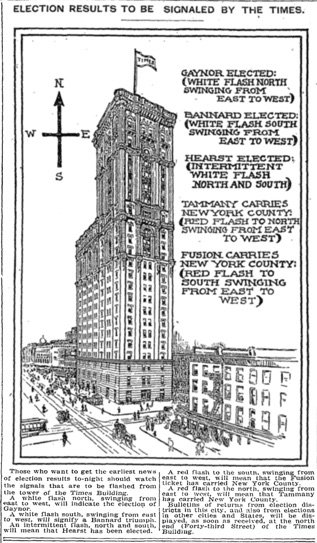 ELECTION RESULTS TO BE SIGNALED BY THE TIMES.
TIMES
N
W E
S
GAYNOR ELECTED:
(WHITE FLASH NORTH
SWINGING FROM
EAST TO WEST)
BANNARD ELECTED:
(WHITE FLASH SOUTH
SWINGING FROM
EAST TO WEST)
HEARST ELECTED:
(INTERMITTENT
WHITE FLASH
NORTH AND SOUTH)
TAMMANY CARRIES
NEW YORK COUNTY:
(RED FLASH TO NORTH
SWINGING FROM EAST
TO WEST)
FUSION CARRIES
NEW YORK COUNTY:
(RED FLASH TO
SOUTH SWINGING
FROM EAST TO
WEST)
Those who want to get the earliest news
of election results to-night should watch
the signals that are to be flashed from
the tower of the Times Building.
A white flash north, swinging from
east to west, will indicate the election of
Gaynor.
A white flash south, swinging from east
to west, will signify a Bannard triumph.
An intermittent flash, north and south,
will mean that Hearst has been elected.
A red flash to the south, swinging from
east to west, will mean that the Fusion
ticket has carried New York County.
A red flash to the north, swinging from
east to west, will mean that Tammany
has carried New York County.
Bulletins of returns from election dis-
tricts in this city, and also from elections
in other cities and States, will be dis-
played, as soon as received, at the north
end (Forty-third Street) of the Times
Building.